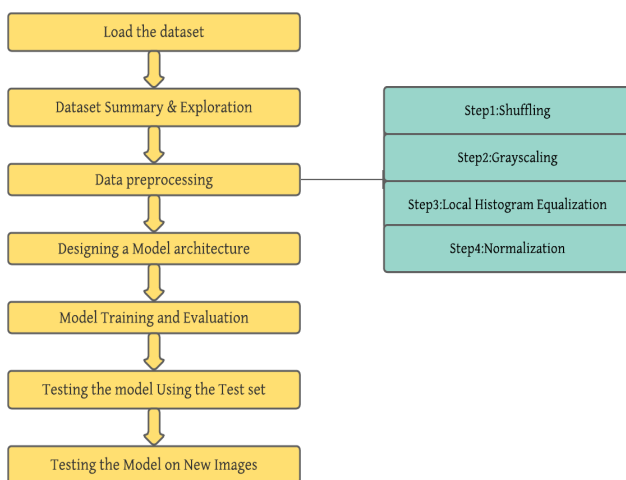 Load the dataset
Dataset Summary & Exploration
Data preprocessing
Designing a Model architecture
Model Training and Evaluation
Testing the model Using the Test set
Testing the Model on New Images
Step1:Shuffling
Step2:Grayscaling
Step3:Local Histogram Equalization
Step4:Normalization